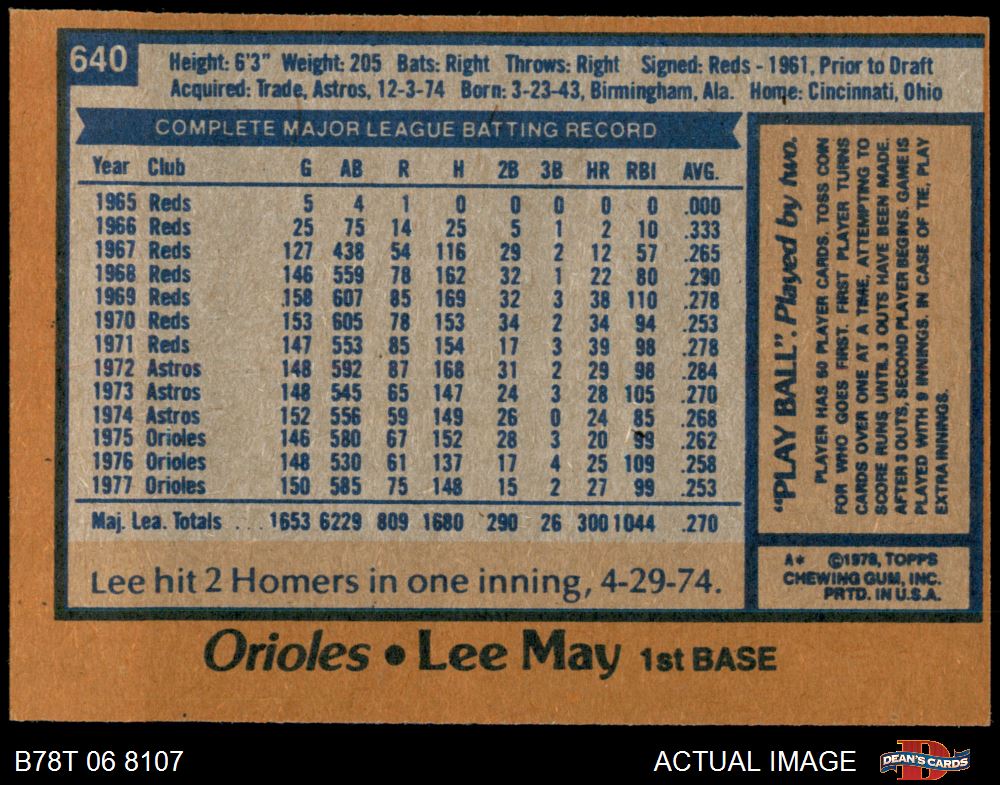 640
Height: 6'3" Weight: 205 Bats: Right Throws: Right Signed: Reds - 1961, Prior to Draft
Acquired: Trade, Astros, 12-3-74 Born: 3-23-43, Birmingham, Ala. Home: Cincinnati, Ohio
COMPLETE MAJOR LEAGUE BATTING RECORD
Year Club G AB R H 2B 3B HR RBI AVG.
1965 Reds 5 4 1 0 0 0 0 0 .000
1966 Reds 25 75 14 25 5 1 2 10 .333
1967 Reds 127 438 54 116 29 2 12 57 .265
1968 Reds 146 559 78 162 32 1 22 80 .290
1969 Reds 158 607 85 169 32 3 38 110 .278
1970 Reds 153 605 78 153 34 2 34 94 .253
1971 Reds 147 553 85 154 17 3 39 98 .278
1972 Astros 148 592 87 168 31 2 29 98 .284
1973 Astros 148 545 65 147 24 3 28 105 .270
1974 Astros 152 556 59 149 26 0 24 85 .268
1975 Orioles 146 580 67 152 28 3 20 99 .262
1976 Orioles 148 530 61 137 17 4 25 109 .258
1977 Orioles 150 585 75 148 15 2 27 99 .253
Maj. Lea. Totals ... 1653 6229 809 1680 290 26 300 1044 .270
Lee hit 2 Homers in one inning, 4-29-74.
"PLAY BALL". Played by two.
PLAYER HAS 50 PLAYER CARDS. TOSS COIN
FOR WHO GOES FIRST. FIRST PLAYER TURNS
CARDS OVER ONE AT A TIME, ATTEMPTING TO
SCORE RUNS UNTIL 3 OUTS HAVE BEEN MADE.
AFTER 3 OUTS, SECOND PLAYER BEGINS. GAME IS
PLAYED WITH 9 INNINGS. IN CASE OF TIE, PLAY
EXTRA INNINGS.
A* ©1978, TOPPS
CHEWING GUM, INC.
PRTD. IN U.S.A.
Orioles • Lee May 1st BASE
B78T 06 8107
ACTUAL IMAGE
D
DEAN'S CARDS